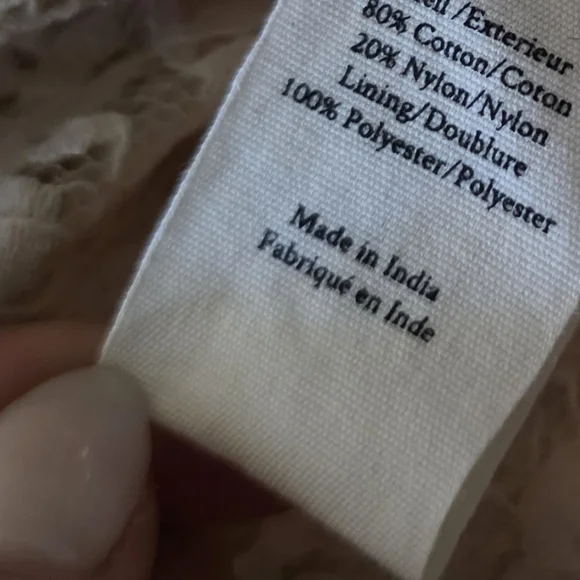 /Exterieur
80% Cotton/Coton
20% Nylon/Nylon
Lining/Doublure
100% Polyester/Polyester
Made in India
Fabriqué en Inde